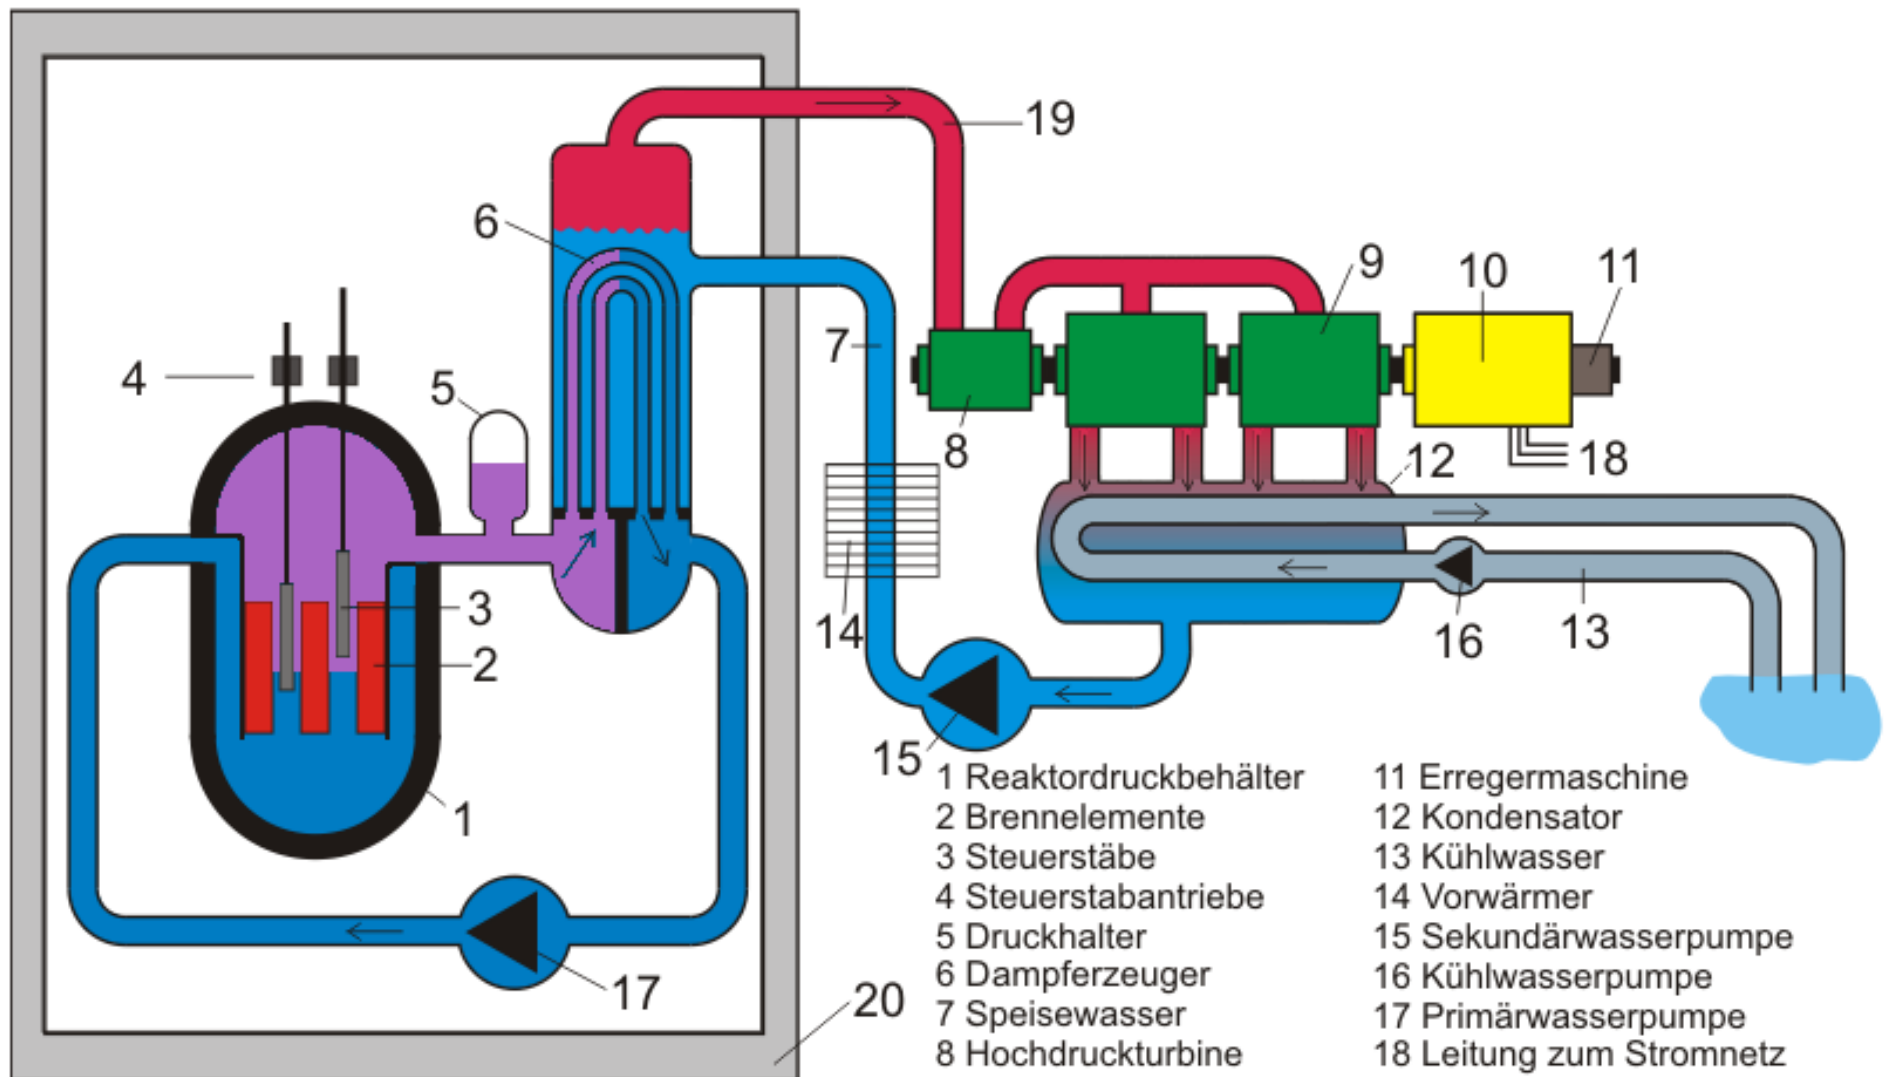 19
6
9
10
11
7
4
5
8
12
18
3
14
16
13
2
15
1
17
20
1 Reaktordruckbehälter
2 Brennelemente
3 Steuerstäbe
4 Steuerstabantriebe
5 Druckhalter
6 Dampferzeuger
7 Speisewasser
8 Hochdruckturbine
11 Erregermaschine
12 Kondensator
13 Kühlwasser
14 Vorwärmer
15 Sekundärwasserpumpe
16 Kühlwasserpumpe
17 Primärwasserpumpe
18 Leitung zum Stromnetz